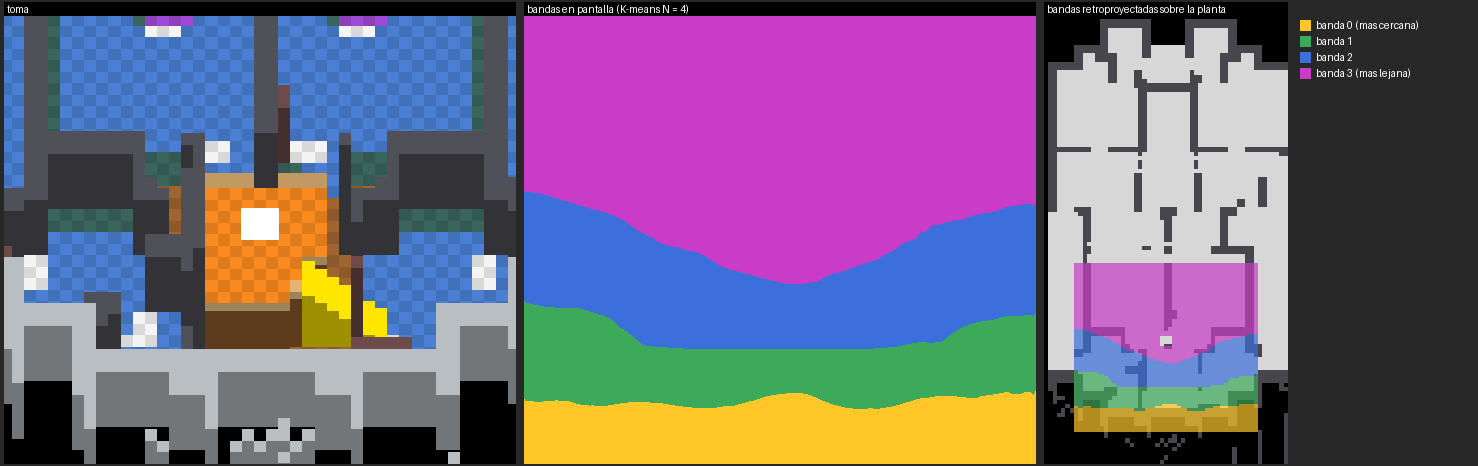 toma
bandas en pantalla (K-means N = 4)
bandas retroproyectadas sobre la planta
banda 0 (mas cercana)
banda 1
banda 2
banda 3 (mas lejana)